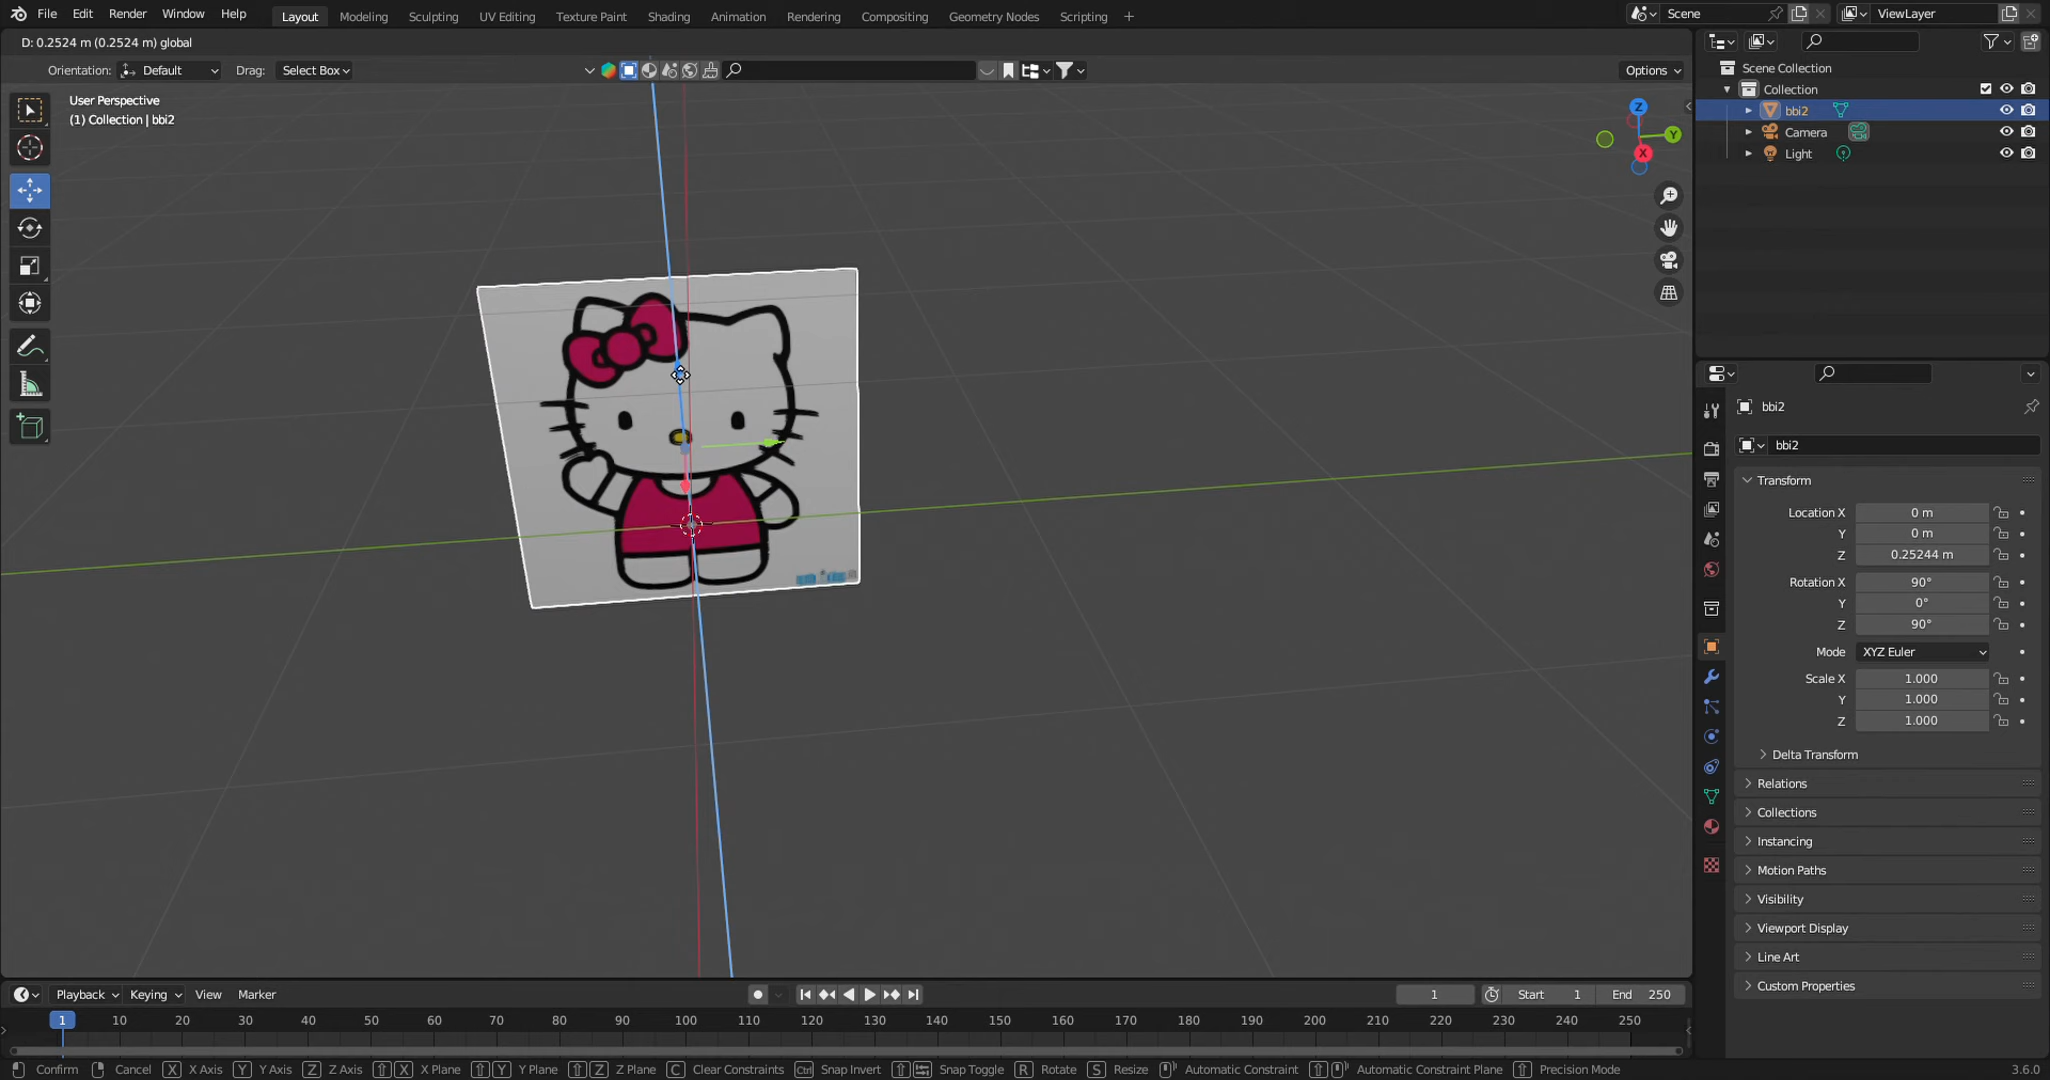 File Edit Render Window Help Layout Modeling Sculpting UV Editing Texture Paint Shading Animation Rendering Compositing Geometry Nodes Scripting + Scene ViewLayer
D: 0.2524 m (0.2524 m) global
Orientation: Default Drag: Select Box Options
User Perspective
(1) Collection | bbi2
Z
Y
X
Scene Collection
Collection
bbi2
Camera
Light
bbi2
bbi2
Transform
Location X 0 m
Y 0 m
Z 0.25244 m
Rotation X 90°
Y 0°
Z 90°
Mode XYZ Euler
Scale X 1.000
Y 1.000
Z 1.000
Delta Transform
Relations
Collections
Instancing
Motion Paths
Visibility
Viewport Display
Line Art
Custom Properties
Playback Keying View Marker 1 Start 1 End 250
1 10 20 30 40 50 60 70 80 90 100 110 120 130 140 150 160 170 180 190 200 210 220 230 240 250
Confirm Cancel X X Axis Y Y Axis Z Z Axis X X Plane Y Y Plane Z Z Plane C Clear Constraints Ctrl Snap Invert Snap Toggle R Rotate S Resize Automatic Constraint Automatic Constraint Plane Precision Mode 3.6.0